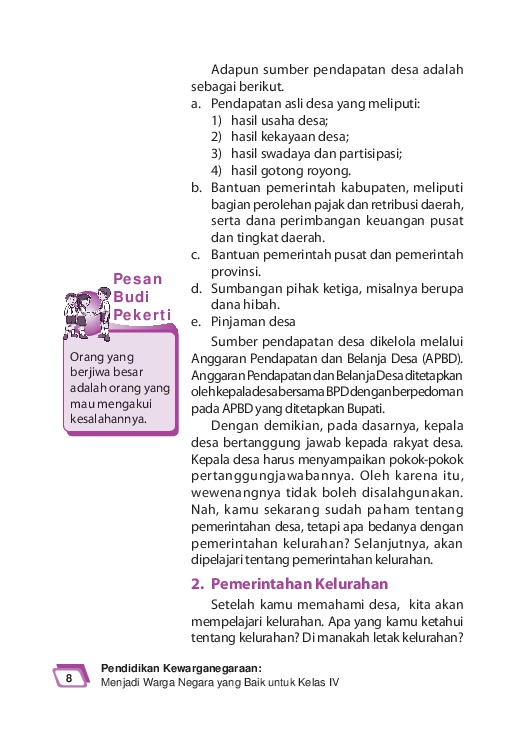 Adapun sumber pendapatan desa adalah
sebagai berikut.
a. Pendapatan asli desa yang meliputi:
1) hasil usaha desa;
2) hasil kekayaan desa;
3) hasil swadaya dan partisipasi;
4) hasil gotong royong.
b. Bantuan pemerintah kabupaten, meliputi
bagian perolehan pajak dan retribusi daerah,
serta dana perimbangan keuangan pusat
dan tingkat daerah.
c. Bantuan pemerintah pusat dan pemerintah
provinsi.
d. Sumbangan pihak ketiga, misalnya berupa
dana hibah.
e. Pinjaman desa
Sumber pendapatan desa dikelola melalui
Anggaran Pendapatan dan Belanja Desa (APBD).
Anggaran Pendapatan dan Belanja Desa ditetapkan
oleh kepala desa bersama BPD dengan berpedoman
pada APBD yang ditetapkan Bupati.
Dengan demikian, pada dasarnya, kepala
desa bertanggung jawab kepada rakyat desa.
Kepala desa harus menyampaikan pokok-pokok
pertanggungjawabannya. Oleh karena itu,
wewenangnya tidak boleh disalahgunakan.
Nah, kamu sekarang sudah paham tentang
pemerintahan desa, tetapi apa bedanya dengan
pemerintahan kelurahan? Selanjutnya, akan
dipelajari tentang pemerintahan kelurahan.
2. Pemerintahan Kelurahan
Setelah kamu memahami desa, kita akan
mempelajari kelurahan. Apa yang kamu ketahui
tentang kelurahan? Di manakah letak kelurahan?
Pesan
Budi
Pekerti
Orang yang
berjiwa besar
adalah orang yang
mau mengakui
kesalahannya.
8
Pendidikan Kewarganegaraan:
Menjadi Warga Negara yang Baik untuk Kelas IV